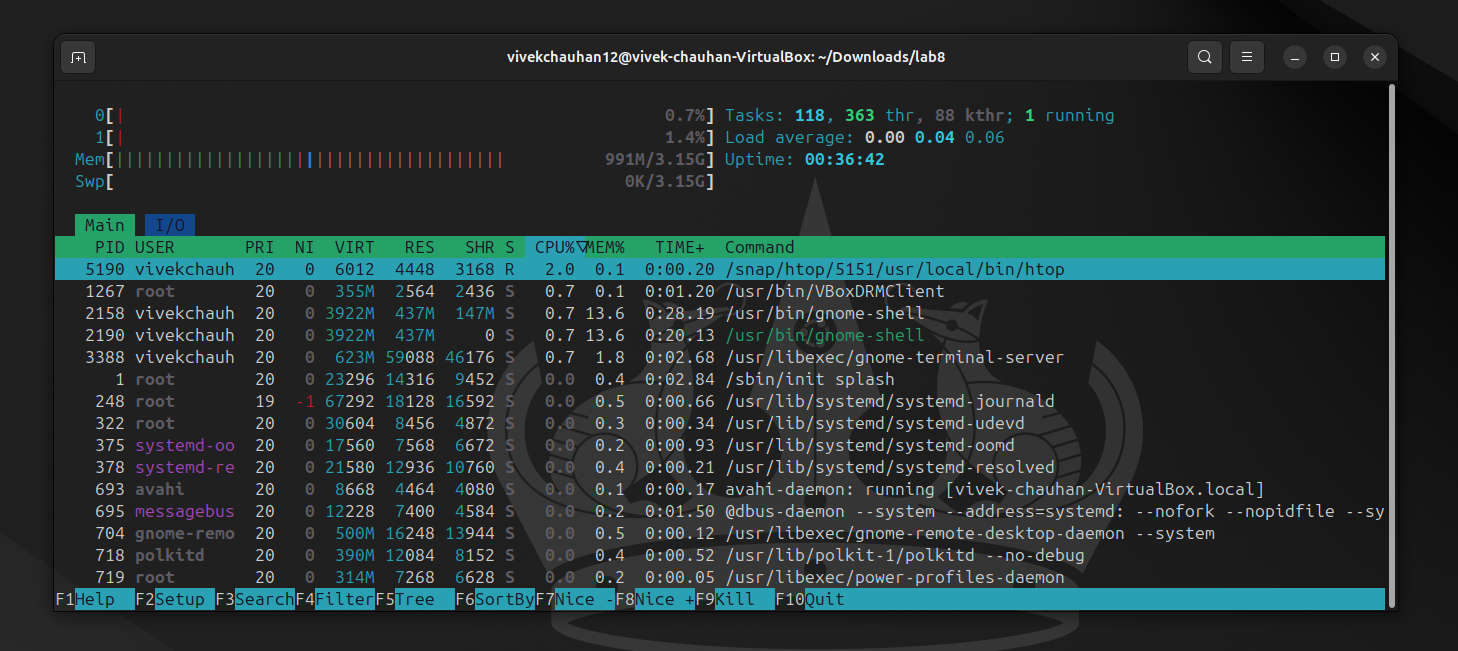 vivekchauhan12@vivek-chauhan-VirtualBox: ~/Downloads/lab8
0[| 0.7%] Tasks: 118, 363 thr, 88 kthr; 1 running
1[| 1.4%] Load average: 0.00 0.04 0.06
Mem[||||||||||||||||||||||||||||||||||||||| 991M/3.15G] Uptime: 00:36:42
Swp[ 0K/3.15G]
Main I/O
PID USER PRI NI VIRT RES SHR S CPU%▽MEM% TIME+ Command
5190 vivekchauh 20 0 6012 4448 3168 R 2.0 0.1 0:00.20 /snap/htop/5151/usr/local/bin/htop
1267 root 20 0 355M 2564 2436 S 0.7 0.1 0:01.20 /usr/bin/VBoxDRMClient
2158 vivekchauh 20 0 3922M 437M 147M S 0.7 13.6 0:28.19 /usr/bin/gnome-shell
2190 vivekchauh 20 0 3922M 437M 0 S 0.7 13.6 0:20.13 /usr/bin/gnome-shell
3388 vivekchauh 20 0 623M 59088 46176 S 0.7 1.8 0:02.68 /usr/libexec/gnome-terminal-server
1 root 20 0 23296 14316 9452 S 0.0 0.4 0:02.84 /sbin/init splash
248 root 19 -1 67292 18128 16592 S 0.0 0.5 0:00.66 /usr/lib/systemd/systemd-journald
322 root 20 0 30604 8456 4872 S 0.0 0.3 0:00.34 /usr/lib/systemd/systemd-udevd
375 systemd-oo 20 0 17560 7568 6672 S 0.0 0.2 0:00.93 /usr/lib/systemd/systemd-oomd
378 systemd-re 20 0 21580 12936 10760 S 0.0 0.4 0:00.21 /usr/lib/systemd/systemd-resolved
693 avahi 20 0 8668 4464 4080 S 0.0 0.1 0:00.17 avahi-daemon: running [vivek-chauhan-VirtualBox.local]
695 messagebus 20 0 12228 7400 4584 S 0.0 0.2 0:01.50 @dbus-daemon --system --address=systemd: --nofork --nopidfile --sy
704 gnome-remo 20 0 500M 16248 13944 S 0.0 0.5 0:00.12 /usr/libexec/gnome-remote-desktop-daemon --system
718 polkitd 20 0 390M 12084 8152 S 0.0 0.4 0:00.52 /usr/lib/polkit-1/polkitd --no-debug
719 root 20 0 314M 7268 6628 S 0.0 0.2 0:00.05 /usr/libexec/power-profiles-daemon
F1Help F2Setup F3SearchF4FilterF5Tree F6SortByF7Nice -F8Nice +F9Kill F10Quit